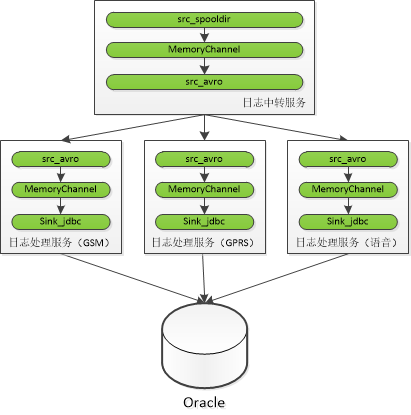 src_spooldir
MemoryChannel
src_avro
日志中转服务
src_avro
MemoryChannel
Sink_jdbc
日志处理服务（GSM）
src_avro
MemoryChannel
Sink_jdbc
日志处理服务（GPRS）
src_avro
MemoryChannel
Sink_jdbc
日志处理服务（语音）
Oracle